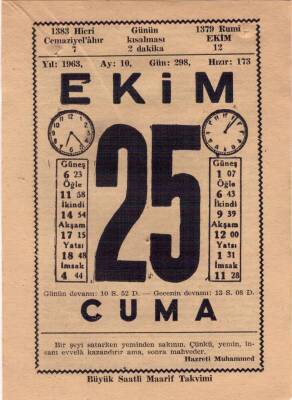 1383 Hicri
Cemaziyel'âhır
7
Günün
kısalması
2 dakika
1379 Rumî
EKİM
12
Yıl: 1963, Ay: 10, Gün: 298, Hızır: 173
EKİM
25
Güneş
6 23
Öğle
11 58
İkindi
14 54
Akşam
17 15
Yatsı
18 48
İmsak
4 44
Güneş
1 07
Öğle
6 43
İkindi
9 39
Akşam
12 00
Yatsı
1 31
İmsak
11 28
Günün devamı: 10 S. 52 D. — Gecenin devamı: 13 S. 08 D.
CUMA
Bir şeyi satarken yeminden sakının. Çünkü, yemin, in-
sanı evvelâ kazandırır ama, sonra mahveder.
Hazreti Muhammed
Büyük Saatli Maarif Takvimi